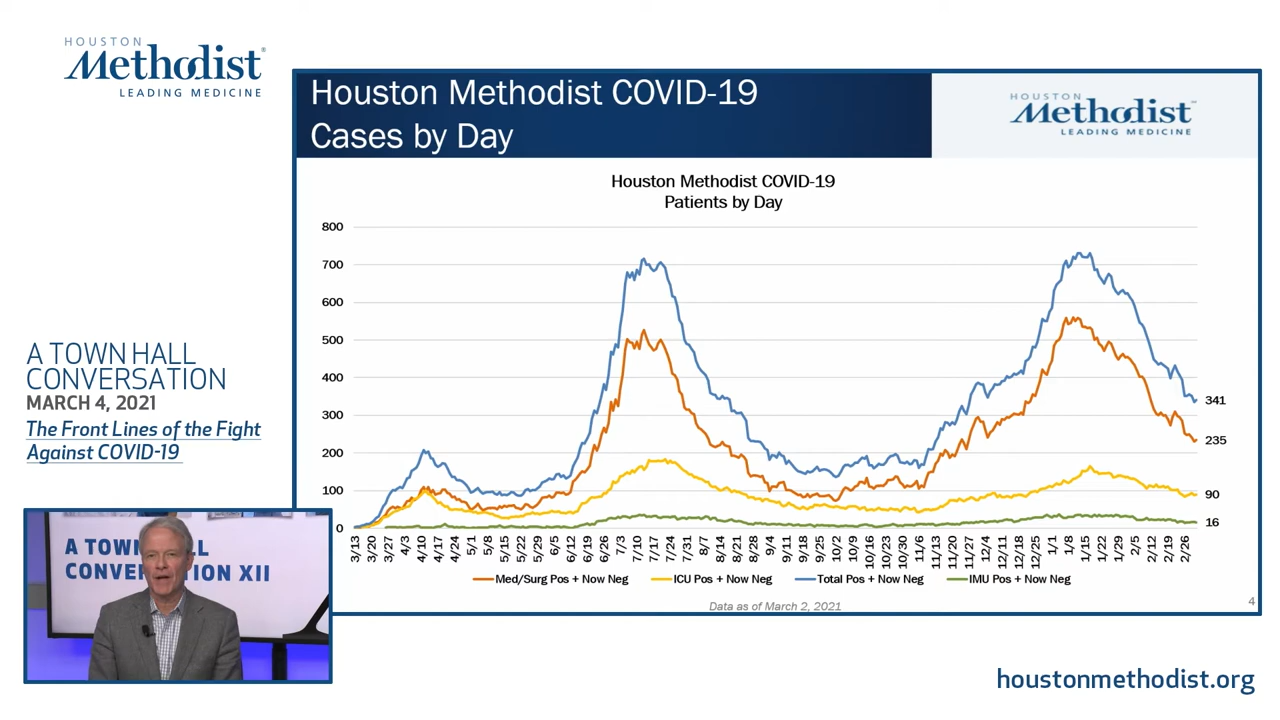 HOUSTON
Methodist
LEADING MEDICINE
Houston Methodist COVID-19
Cases by Day
HOUSTON
Methodist
LEADING MEDICINE
Houston Methodist COVID-19
Patients by Day
800
700
600
500
400
300
200
100
0
341
235
90
16
3/13
3/20
3/27
4/3
4/10
4/17
4/24
5/1
5/8
5/15
5/22
5/29
6/5
6/12
6/19
6/26
7/3
7/10
7/17
7/24
7/31
8/7
8/14
8/21
8/28
9/4
9/11
9/18
9/25
10/2
10/9
10/16
10/23
10/30
11/6
11/13
11/20
11/27
12/4
12/11
12/18
12/25
1/1
1/8
1/15
1/22
1/29
2/5
2/12
2/19
2/26
Med/Surg Pos + Now Neg
ICU Pos + Now Neg
Total Pos + Now Neg
IMU Pos + Now Neg
Data as of March 2, 2021
4
A TOWN HALL
CONVERSATION
MARCH 4, 2021
The Front Lines of the Fight
Against COVID-19
A TOWN HALL
CONVERSATION XII
houstonmethodist.org